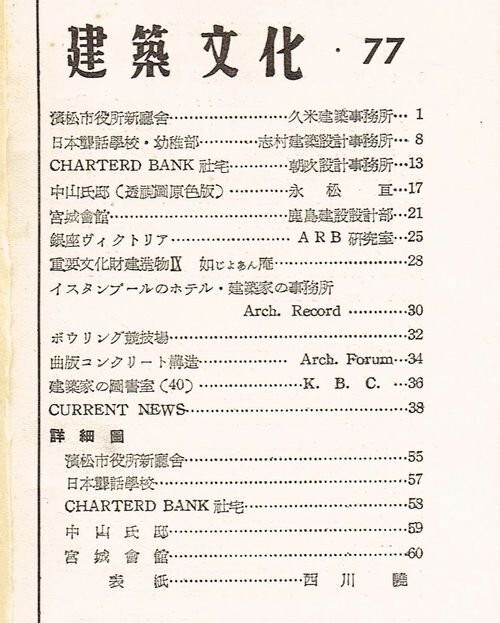 建築文化・77
濱松市役所新廳舍……久米建築事務所…1
日本聾話學校・幼稚部……志村建築設計事務所…8
CHARTERD BANK 社宅……朝吹設計事務所…13
中山氏邸(透視圖原色版)……永松亘…17
宮城會館……鹿島建設設計部…21
銀座ヴィクトリア……ARB 研究室…25
重要文化財建造物Ⅸ 如じょあん庵……28
イスタンブールのホテル・建築家の事務所
Arch. Record ……30
ボウリング競技場……32
曲版コンクリート構造……Arch. Forum…34
建築家の圖書室(40)……K. B. C. …36
CURRENT NEWS……38
詳細圖
濱松市役所新廳舍……55
日本聾話學校……57
CHARTERD BANK 社宅……58
中山氏邸……59
宮城會館……60
表紙……西川驍